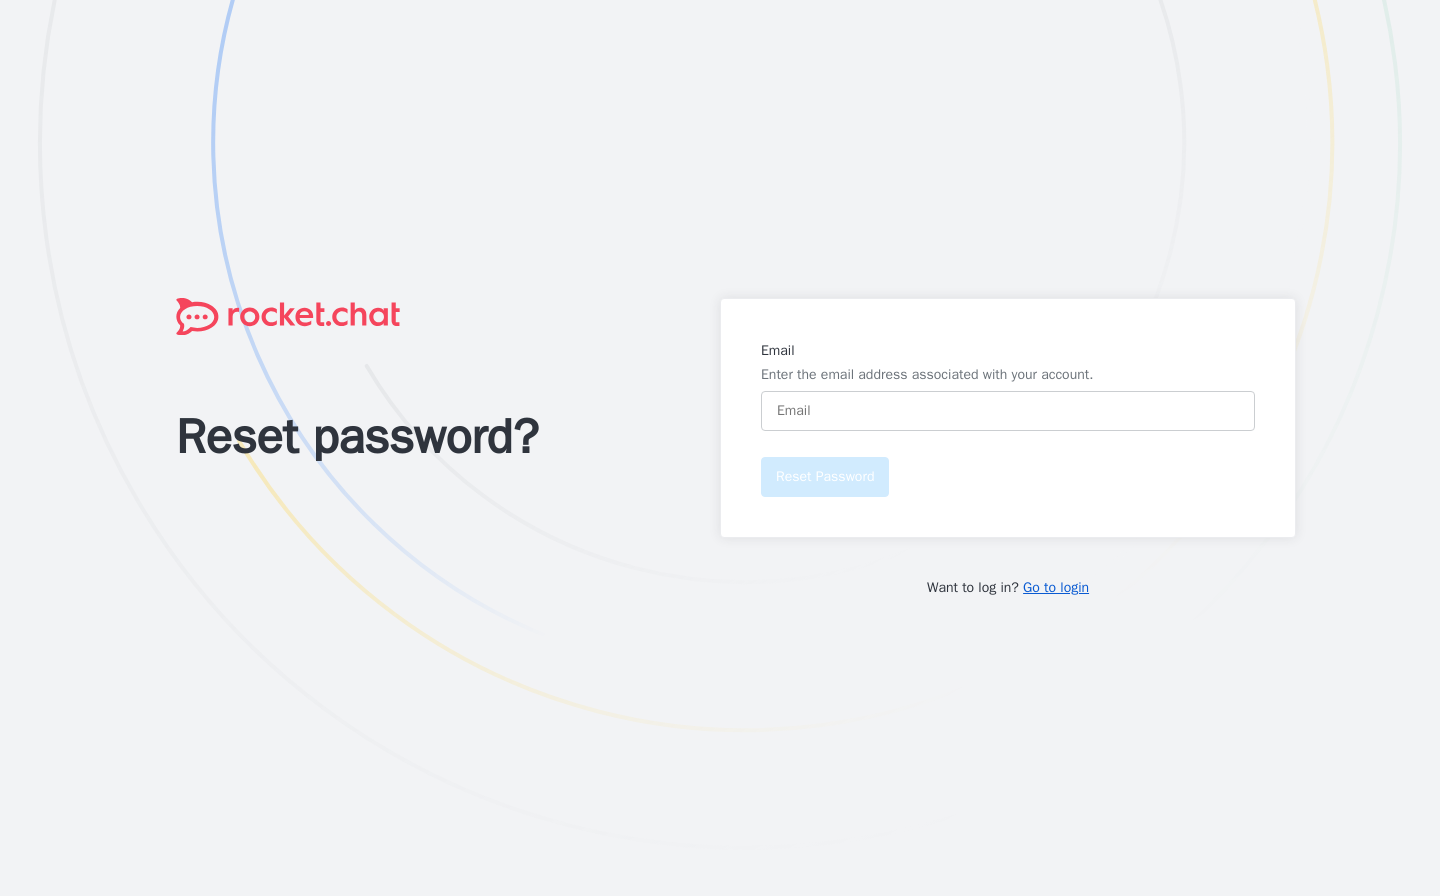 rocket.chat
Reset password?
Email
Enter the email address associated with your account.
Email
Reset Password
Want to log in? Go to login